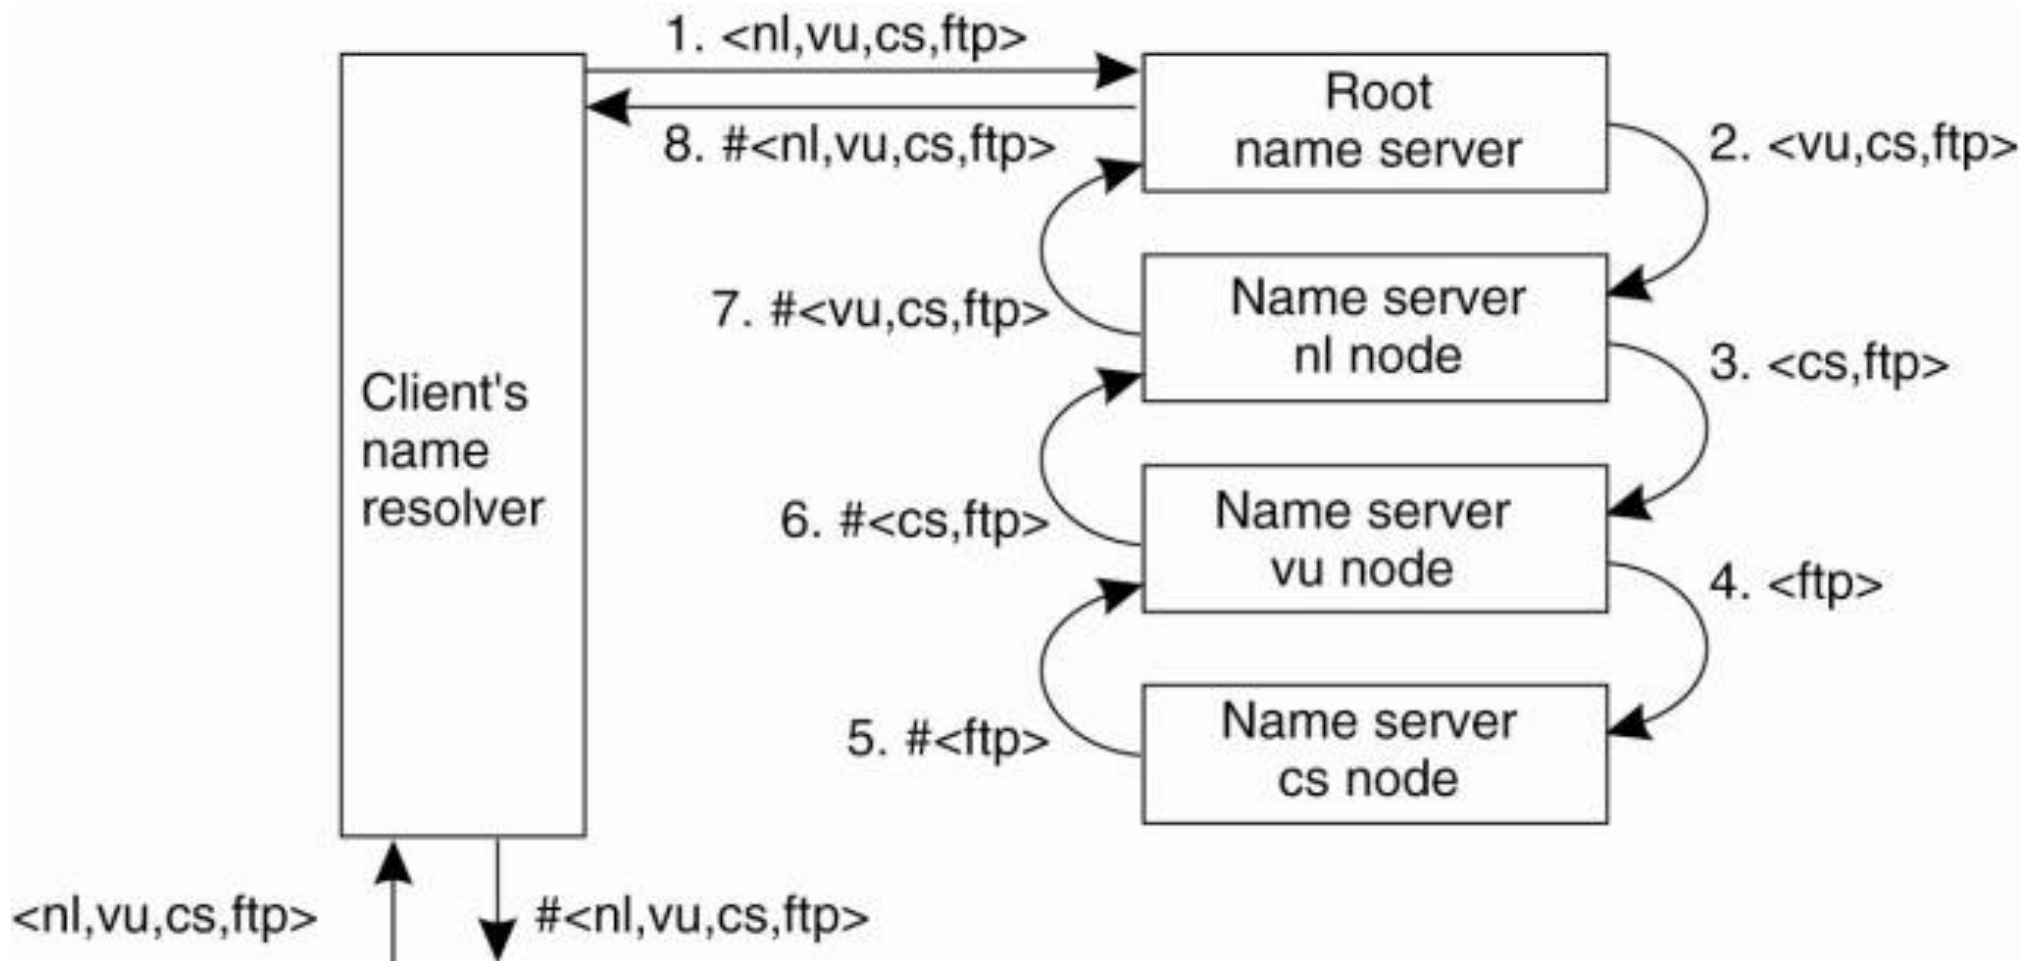 1. <nl,vu,cs,ftp>
Root
name server
8. #<nl,vu,cs,ftp>
2. <vu,cs,ftp>
Name server
nl node
7. #<vu,cs,ftp>
3. <cs,ftp>
Client's
name
resolver
Name server
vu node
6. #<cs,ftp>
4. <ftp>
Name server
cs node
5. #<ftp>
<nl,vu,cs,ftp>
#<nl,vu,cs,ftp>